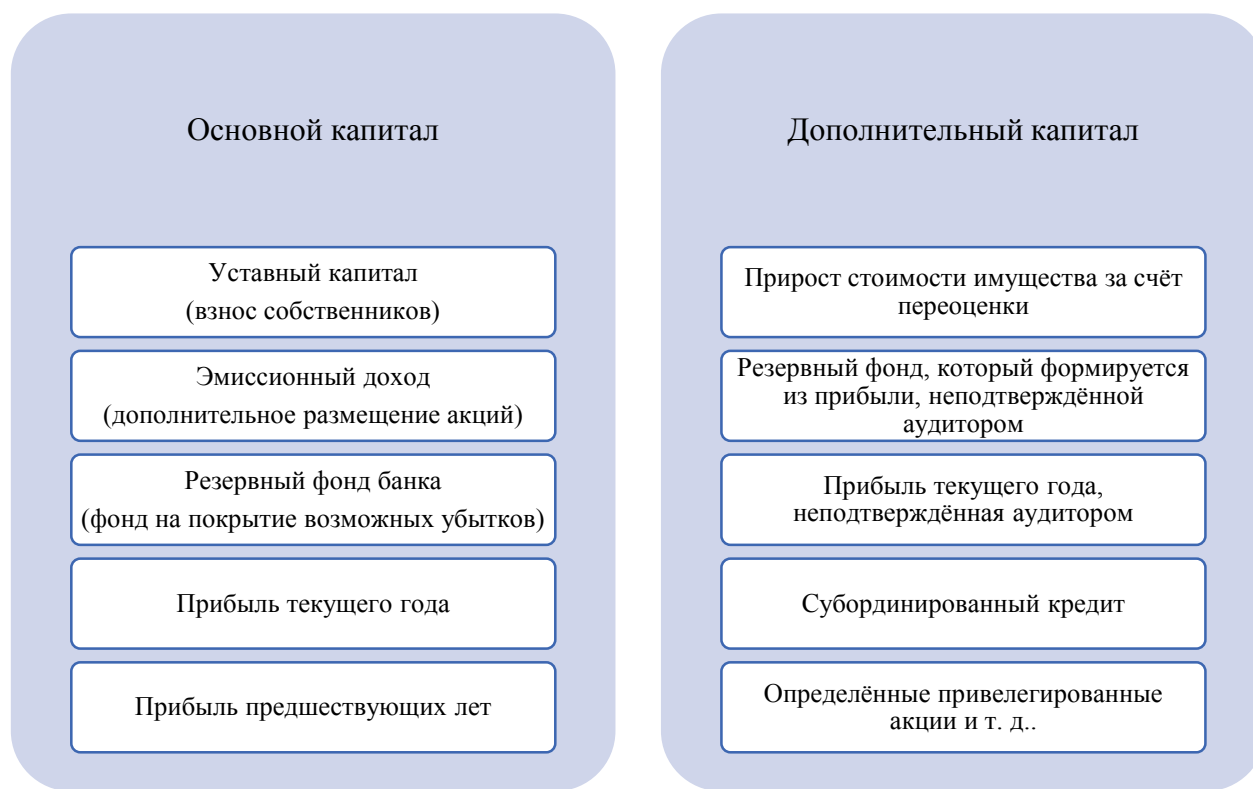 Основной капитал
Уставный капитал
(взнос собственников)
Эмиссионный доход
(дополнительное размещение акций)
Резервный фонд банка
(фонд на покрытие возможных убытков)
Прибыль текущего года
Прибыль предшествующих лет
Дополнительный капитал
Прирост стоимости имущества за счёт
переоценки
Резервный фонд, который формируется
из прибыли, неподтверждённой
аудитором
Прибыль текущего года,
неподтверждённая аудитором
Субординированный кредит
Определённые привелегированные
акции и т. д..